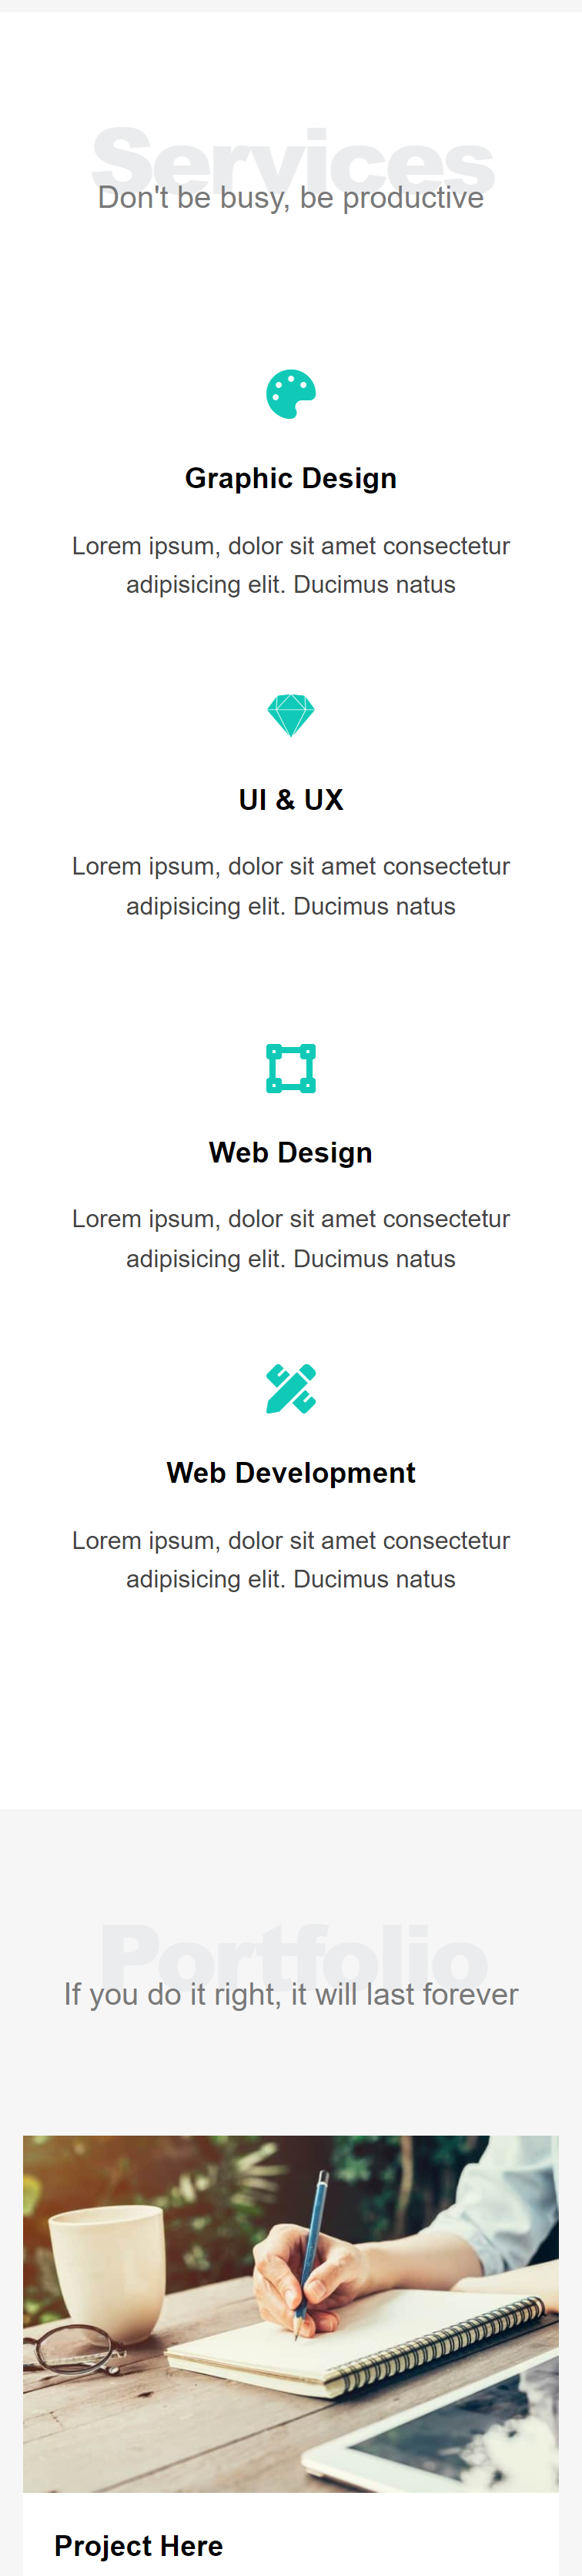 Services
Don't be busy, be productive
Graphic Design
Lorem ipsum, dolor sit amet consectetur
adipisicing elit. Ducimus natus
UI & UX
Lorem ipsum, dolor sit amet consectetur
adipisicing elit. Ducimus natus
Web Design
Lorem ipsum, dolor sit amet consectetur
adipisicing elit. Ducimus natus
Web Development
Lorem ipsum, dolor sit amet consectetur
adipisicing elit. Ducimus natus
Portfolio
If you do it right, it will last forever
Project Here